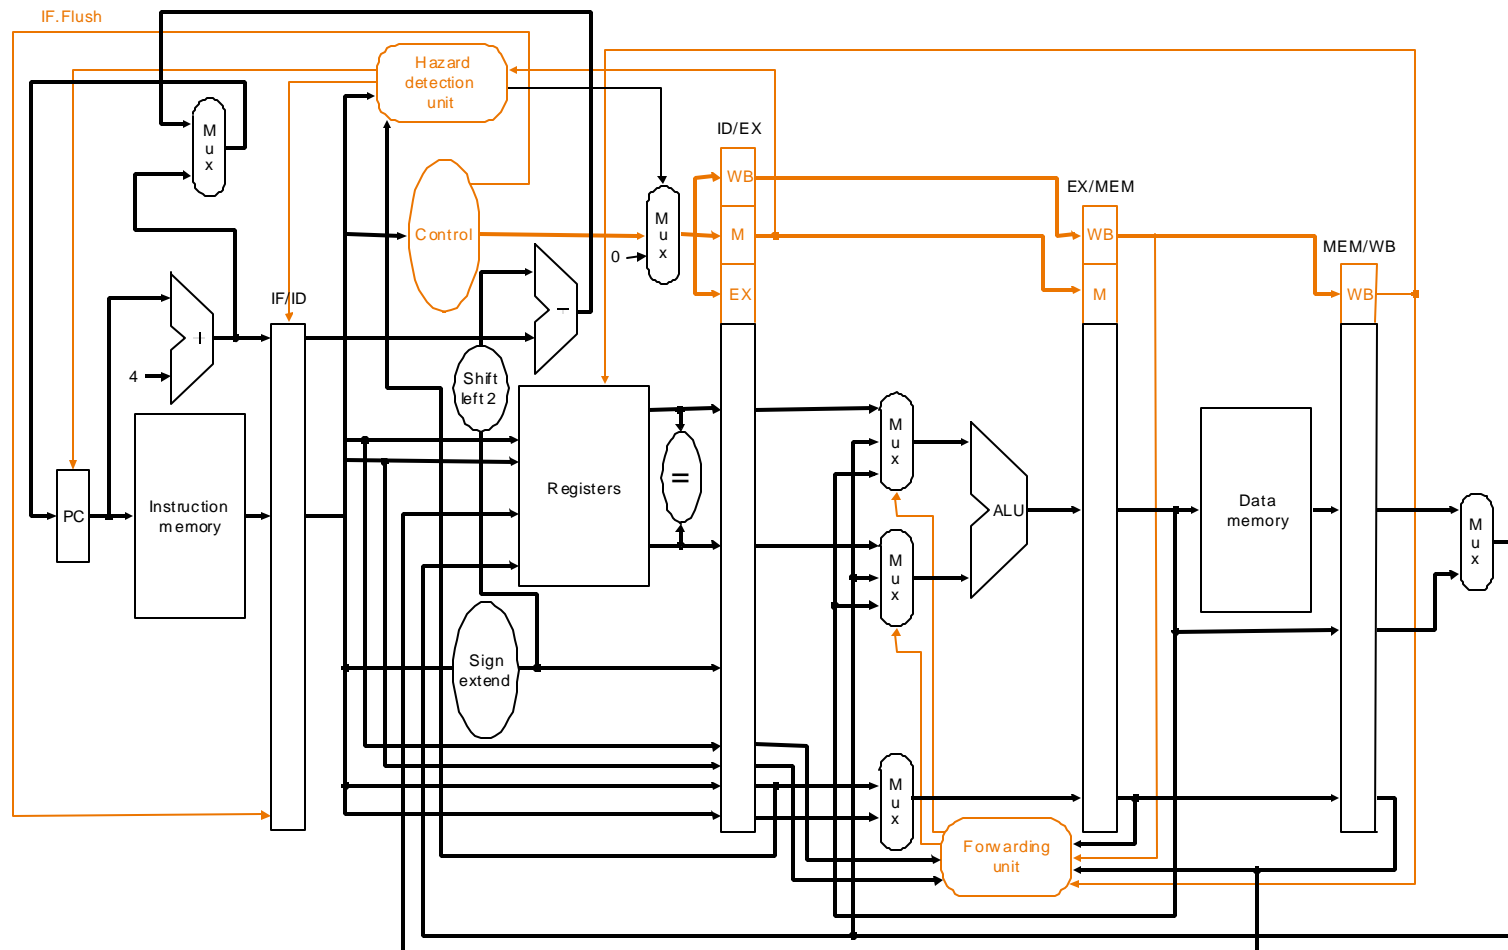 IF.Flush
Hazard
detection
unit
M
u
x
ID/EX
WB
EX/MEM
M
u
x
Control
M
WB
MEM/WB
0
IF/ID
EX
M
WB
4
Shift
left 2
M
u
x
Registers
=
Instruction
memory
PC
ALU
Data
memory
M
u
x
M
u
x
Sign
extend
M
u
x
Forwarding
unit